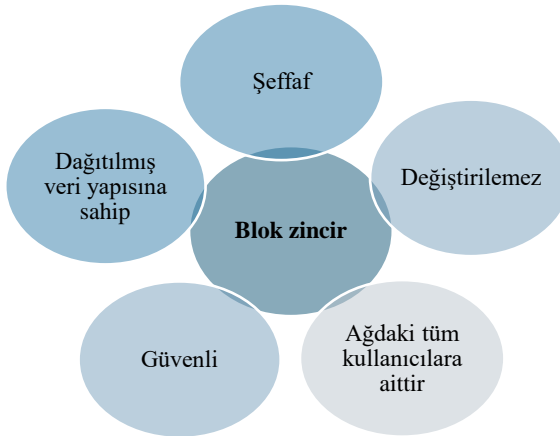 Şeffaf
Dağıtılmış
veri yapısına
sahip
Değiştirilemez
Blok zincir
Güvenli
Ağdaki tüm
kullanıcılara
aittir